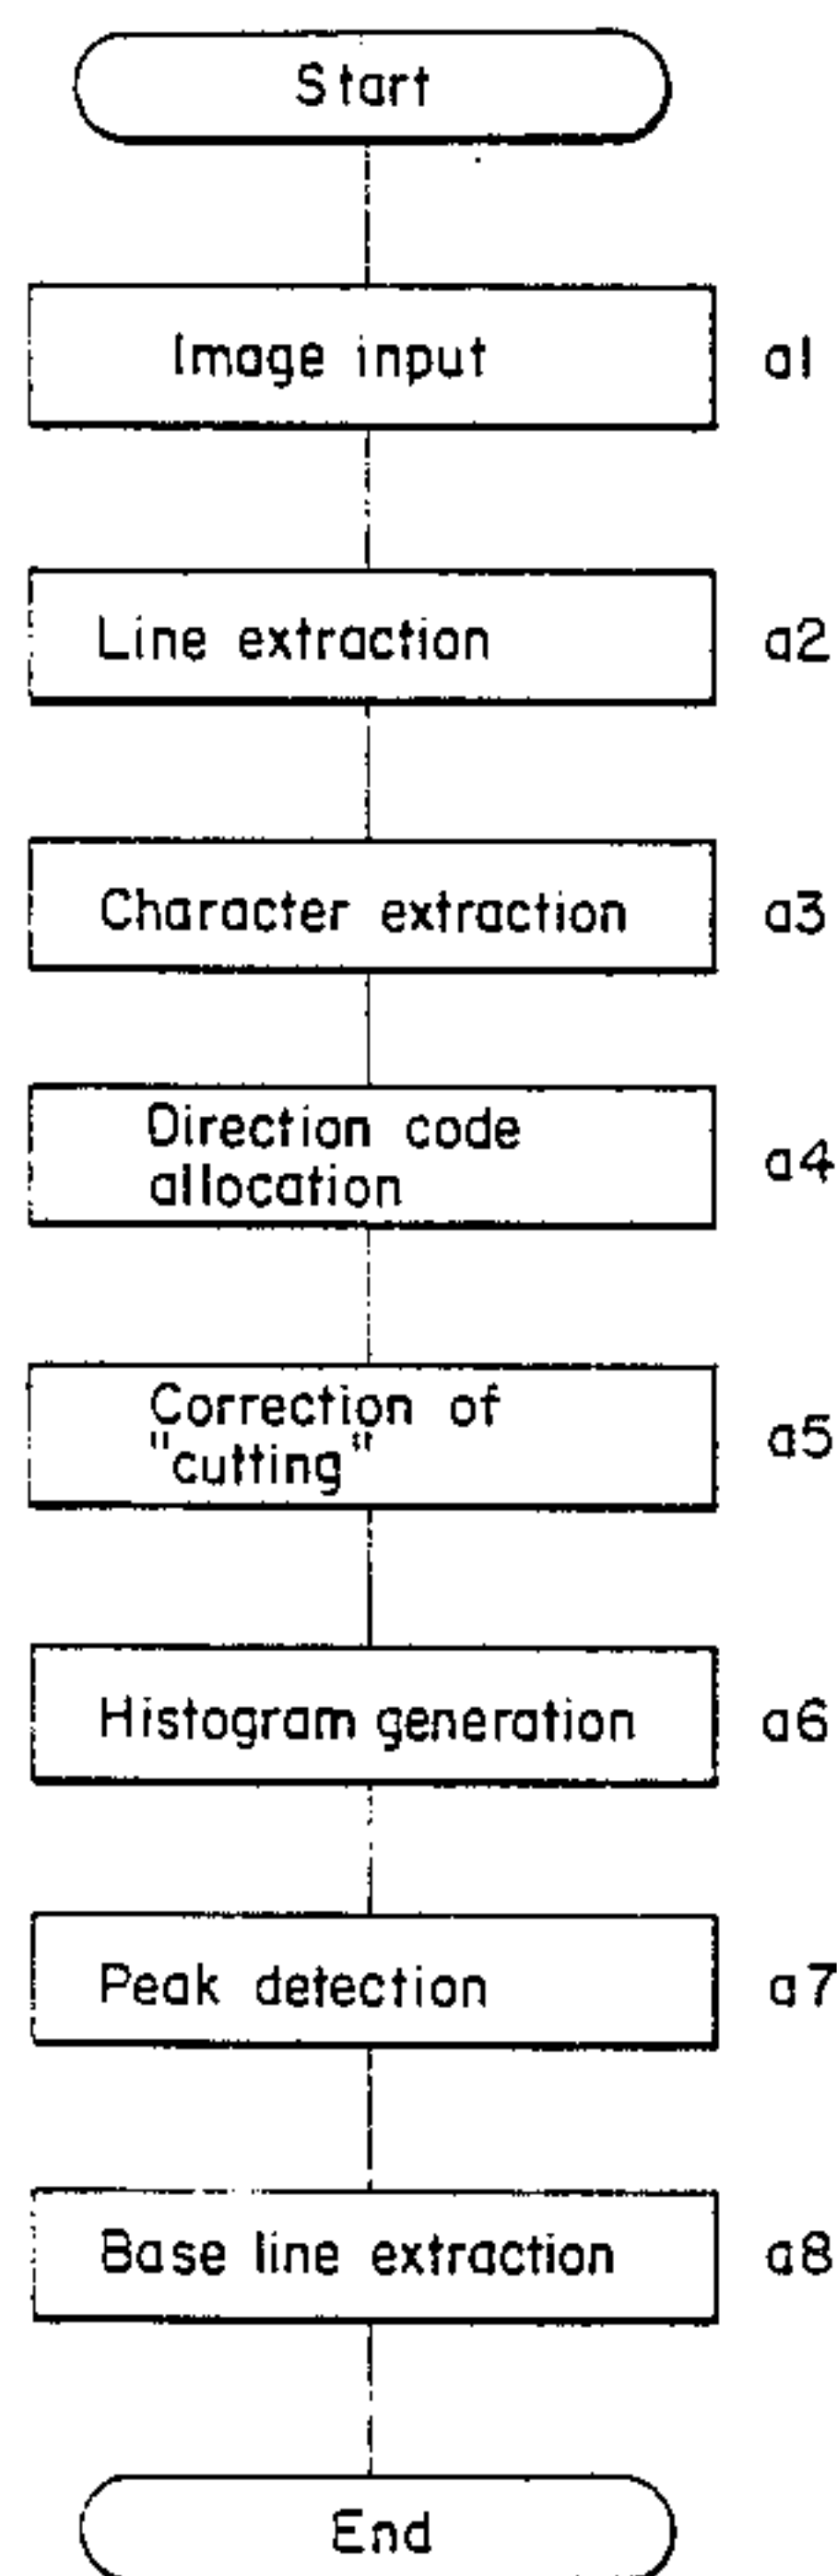 Start
Image input a1
Line extraction a2
Character extraction a3
Direction code
allocation a4
Correction of
"cutting" a5
Histogram generation a6
Peak detection a7
Base line extraction a8
End